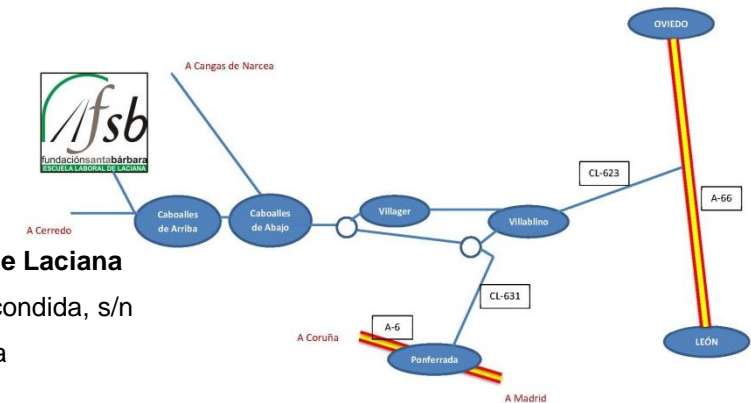 OVIEDO
A Cangas de Narcea
fsb
fundaciónsantabárbara
ESCUELA LABORAL DE LACIANA
CL-623
A-66
Caboalles
de Arriba
Caboalles
de Abajo
Villager
Villablino
A Cerredo
e Laciana
condida, s/n
a
CL-631
A-6
A Coruña
Ponferrada
LEÓN
A Madrid